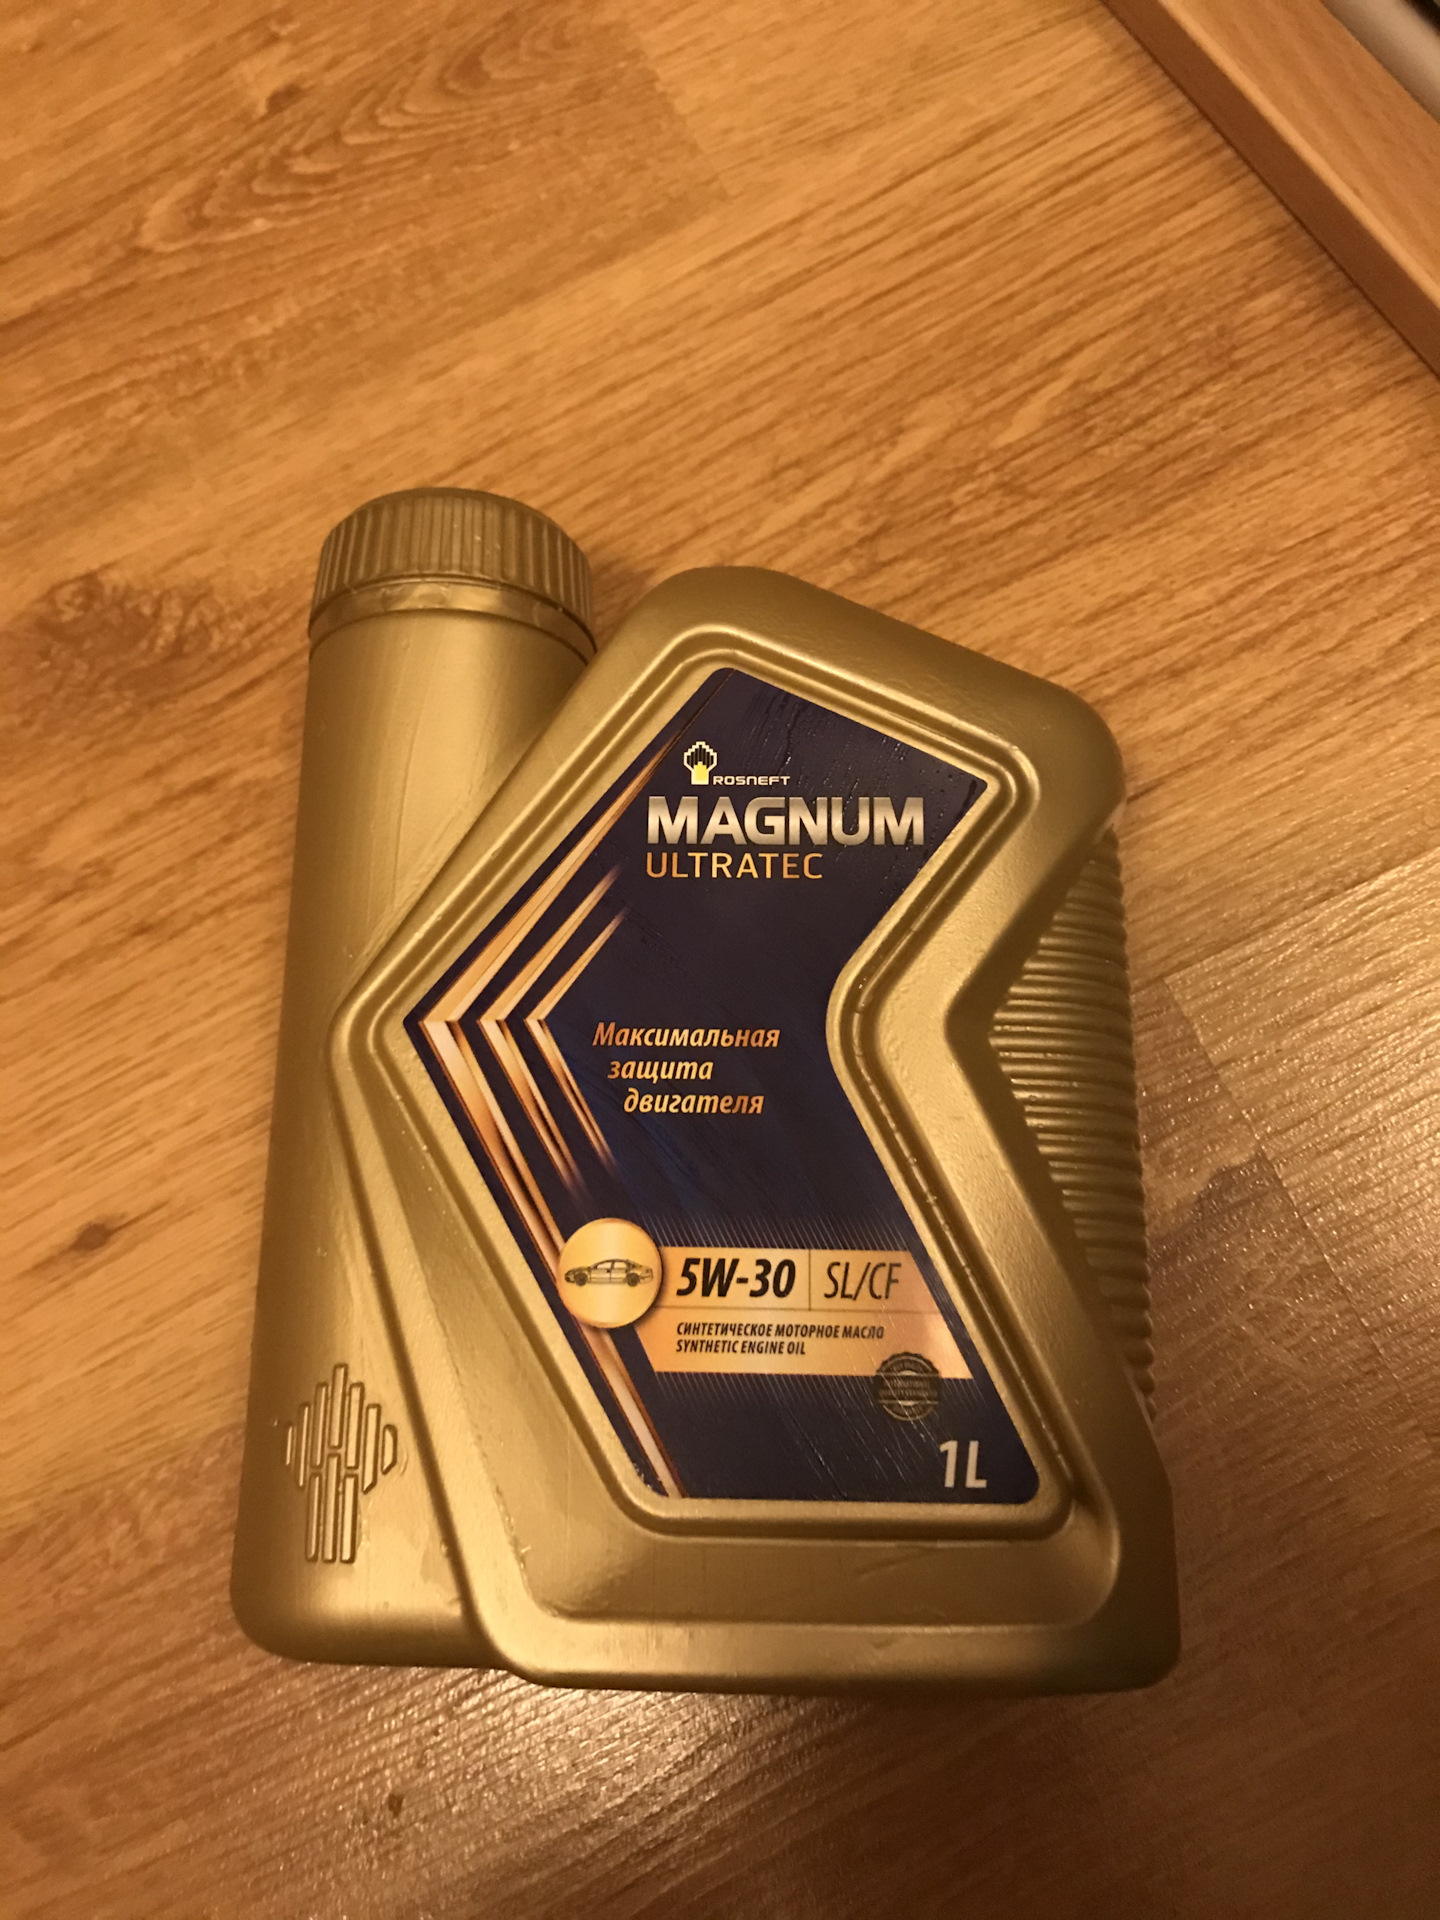 ROSNEFT
MAGNUM
ULTRATEC
Максимальная
защита
двигателя
5W-30 SL/CF
СИНТЕТИЧЕСКОЕ МОТОРНОЕ МАСЛО
SYNTHETIC ENGINE OIL
1L